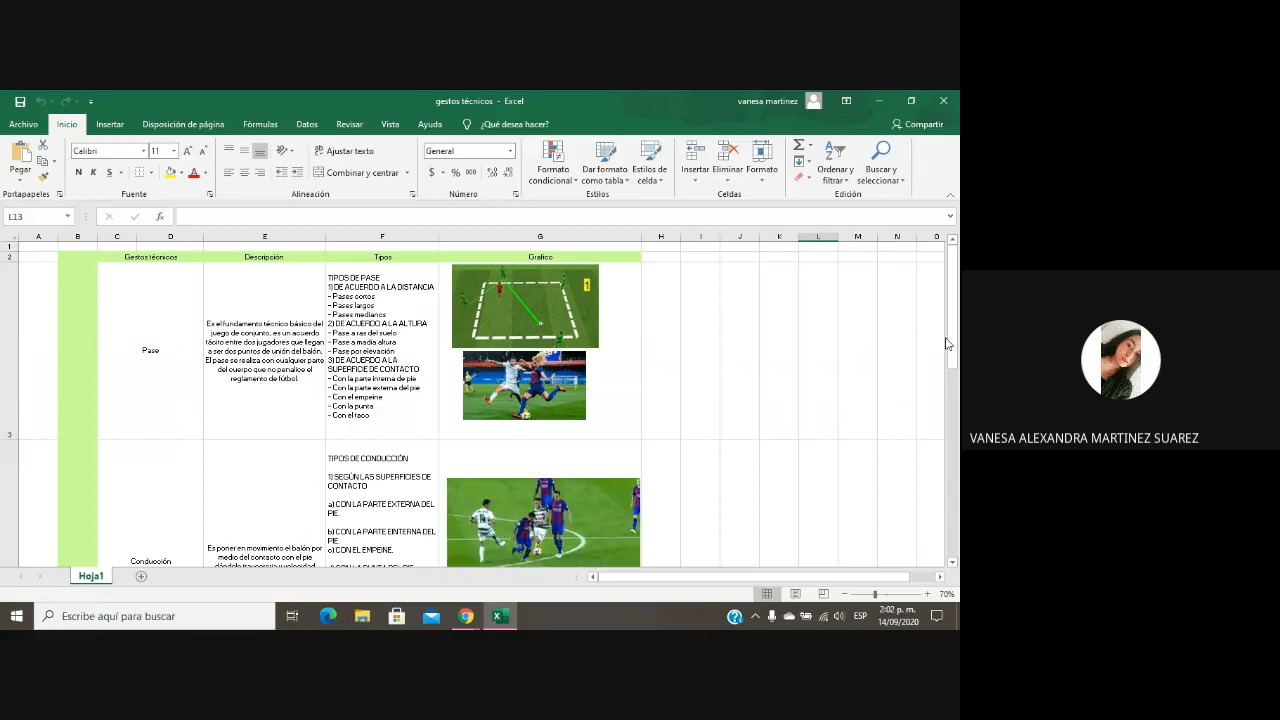 gestos técnicos - Excel
vanesa martinez
Archivo Inicio Insertar Disposición de página Fórmulas Datos Revisar Vista Ayuda ¿Qué desea hacer? Compartir
Pegar
Calibri 11
N K S
Ajustar texto
Combinar y centrar
General
$ % 000
Formato condicional
Dar formato como tabla
Estilos de celda
Insertar Eliminar Formato
Ordenar y filtrar
Buscar y seleccionar
Portapapeles Fuente Alineación Número Estilos Celdas Edición
L13 fx
A B C D E F G H I J K L M N O
1
2 Gestos técnicos Descripción Tipos Grafico
3
Pase
Es el fundamento técnico básico del
juego de conjunto, es un acuerdo
tácito entre dos jugadores que llegan
a ser dos puntos de unión del balón.
El pase se realiza con cualquier parte
del cuerpo que no penalice el
reglamento de fútbol.
TIPOS DE PASE
1) DE ACUERDO A LA DISTANCIA
- Pases cortos
- Pases largos
- Pases medianos
2) DE ACUERDO A LA ALTURA
- Pase a ras del suelo
- Pase a madia altura
- Pase por elevación
3) DE ACUERDO A LA
SUPERFICIE DE CONTACTO
- Con la parte interna de pie
- Con la parte externa del pie
- Con el empeine
- Con la punta
- Con el taco
1
Conducción
Es poner en movimiento el balón por
medio del contacto con el pie
dándole trayectoria y velocidad
TIPOS DE CONDUCCIÓN
1) SEGÚN LAS SUPERFICIES DE
CONTACTO
a) CON LA PARTE EXTERNA DEL
PIE.
b) CON LA PARTE EINTERNA DEL
PIE.
c) CON EL EMPEINE.
Hoja1
70%
Escribe aquí para buscar
ESP
2:02 p. m.
14/09/2020
VANESA ALEXANDRA MARTINEZ SUAREZ